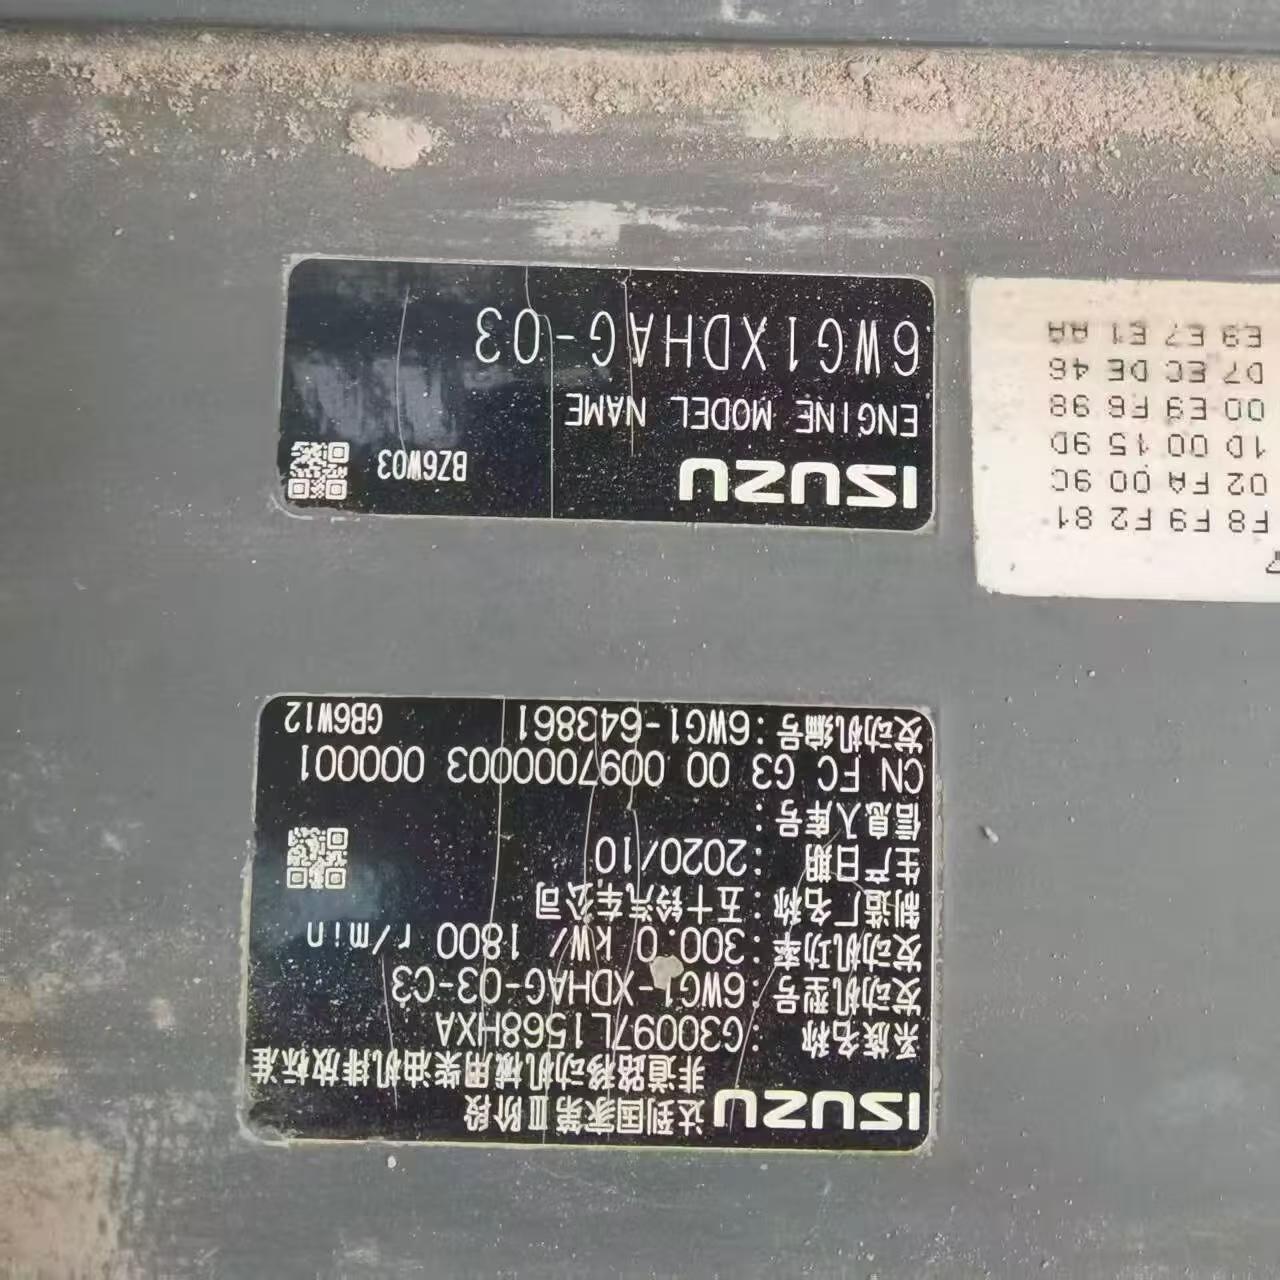 ISUZU 达到国家第Ⅲ阶段
非道路移动机械用柴油机排放标准
系族名称 :G30097L1568HXA
发动机型号:6WG1-XDHAG-03-C3
发动机功率:300.0 kW/ 1800 r/min
制造厂名称:五十铃汽车公司
生产日期 :2020/10
信息入库号:
CN FC G3 00 0097000003 000001
发动机编号:6WG1-643861 GB6W12
F8 F9 F2 81
02 FA 00 9C
1D 00 15 9D
00 E9 F6 98
D7 EC DE 46
E9 E7 E1 AA
ISUZU BZ6W03
ENGINE MODEL NAME
6WG1XDHAG-03